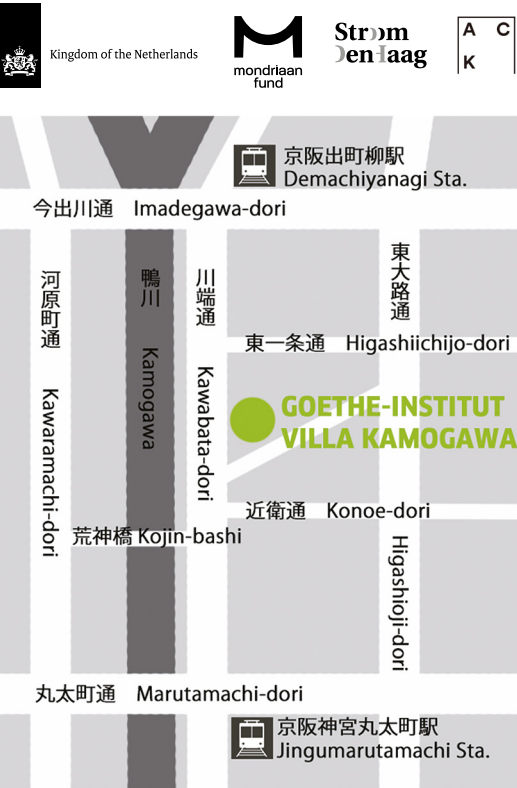 Kingdom of the Netherlands
mondriaan
fund
Stroom
Den Haag
A C
K
京阪出町柳駅
Demachiyanagi Sta.
今出川通 Imadegawa-dori
河原町通
Kawaramachi-dori
鴨川
Kamogawa
川端通
Kawabata-dori
東大路通
Higashioji-dori
東一条通 Higashiichijo-dori
GOETHE-INSTITUT
VILLA KAMOGAWA
近衛通 Konoe-dori
荒神橋 Kojin-bashi
丸太町通 Marutamachi-dori
京阪神宮丸太町駅
Jingumarutamachi Sta.